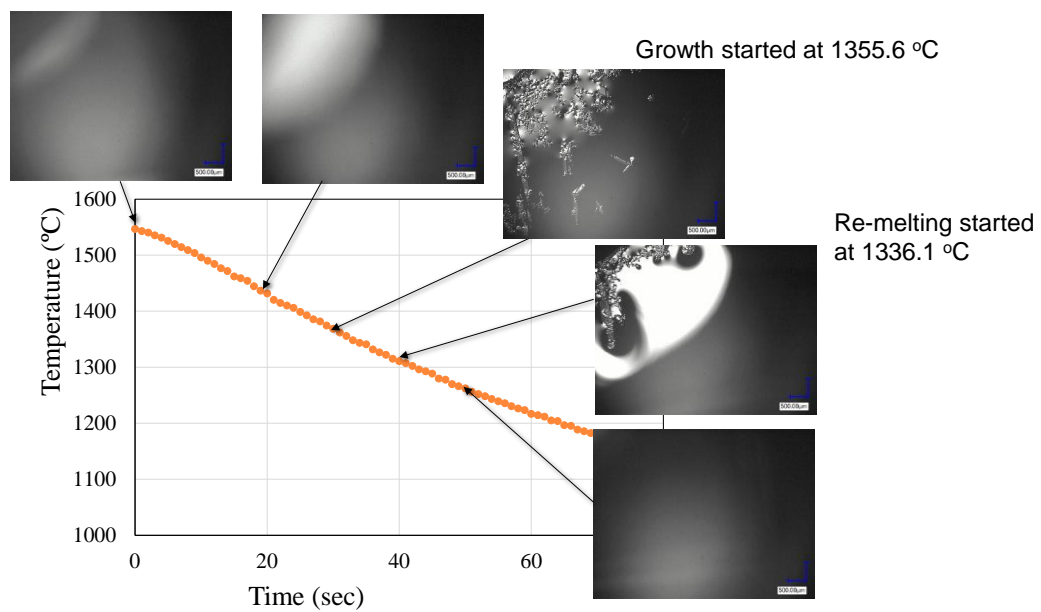 Growth started at 1355.6 °C
Re-melting started
at 1336.1 °C
500.00µm
500.00µm
500.00µm
500.00µm
500.00µm
Temperature (ºC)
1600
1500
1400
1300
1200
1100
1000
0
20
40
60
Time (sec)